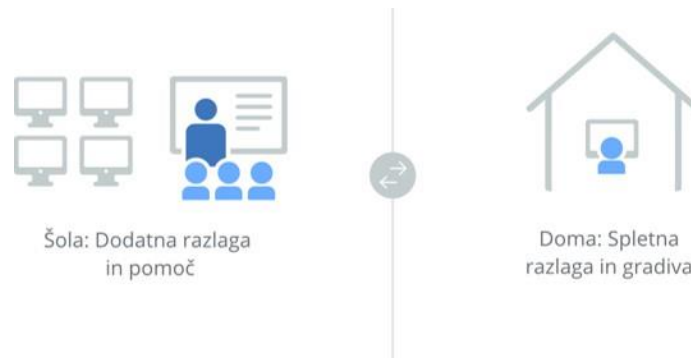 Šola: Dodatna razlaga
in pomoč
Doma: Spletna
razlaga in gradiva